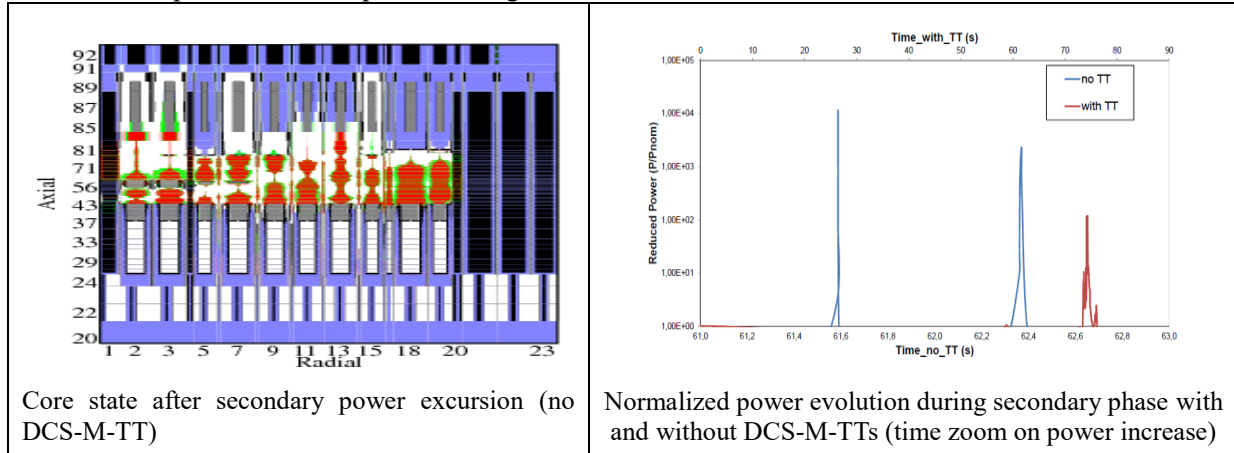 92
91
89
87
85
81
71
56
43
37
33
29
24
22
20
Axial
1 2 3 5 7 9 11 13 15 18 20 23
Radial
Core state after secondary power excursion (no
DCS-M-TT)
Time_with_TT (s)
0 10 20 30 40 50 60 70 80 90
1,00E+05
1,00E+04
1,00E+03
1,00E+02
1,00E+01
1,00E+00
Reduced Power (P/Pnom)
no TT
with TT
61,0 61,2 61,4 61,6 61,8 62,0 62,2 62,4 62,6 62,8 63,0
Time_no_TT (s)
Normalized power evolution during secondary phase with
and without DCS-M-TTs (time zoom on power increase)